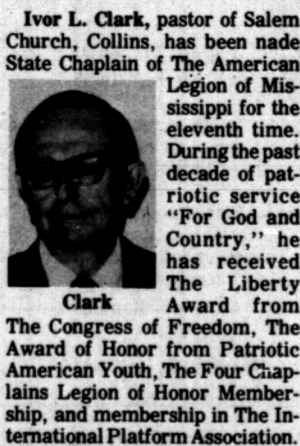 Ivor L. Clark, pastor of Salem
Church, Collins, has been nade
State Chaplain of The American
Legion of Mis-
sissippi for the
eleventh time.
During the past
decade of pat-
riotic service
"For God and
Country," he
has received
The Liberty
Award from
Clark
The Congress of Freedom, The
Award of Honor from Patriotic
American Youth, The Four Chap-
lains Legion of Honor Member-
ship, and membership in The In-
ternational Platform Association.